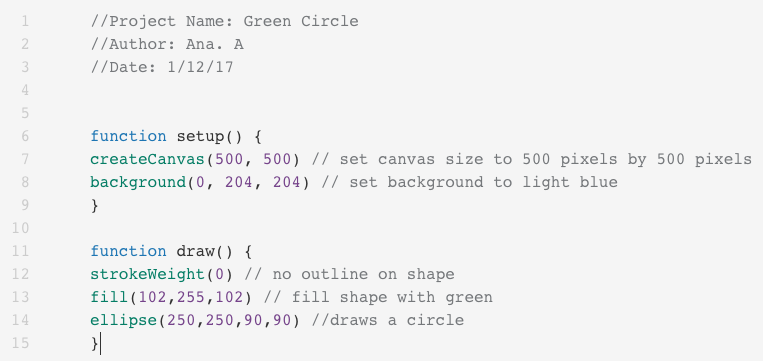 1 //Project Name: Green Circle
2 //Author: Ana. A
3 //Date: 1/12/17
4
5
6 function setup() {
7 createCanvas(500, 500) // set canvas size to 500 pixels by 500 pixels
8 background(0, 204, 204) // set background to light blue
9 }
10
11 function draw() {
12 strokeWeight(0) // no outline on shape
13 fill(102,255,102) // fill shape with green
14 ellipse(250,250,90,90) //draws a circle
15 }